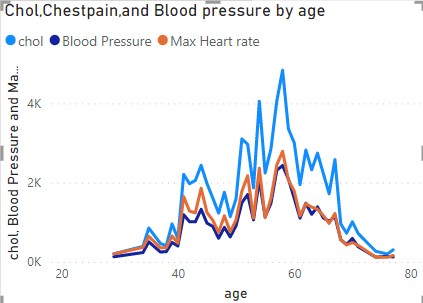 Chol,Chestpain,and Blood pressure by age
chol Blood Pressure Max Heart rate
chol, Blood Pressure and Ma...
4K
2K
0K
20 40 60 80
age